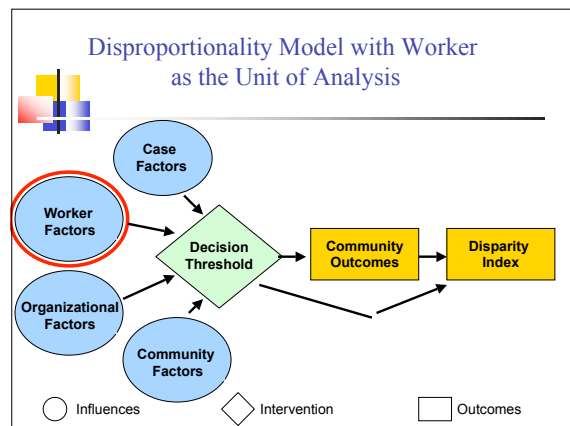 Disproportionality Model with Worker
as the Unit of Analysis
Case
Factors
Worker
Factors
Decision
Threshold
Community
Outcomes
Disparity
Index
Organizational
Factors
Community
Factors
Influences
Intervention
Outcomes